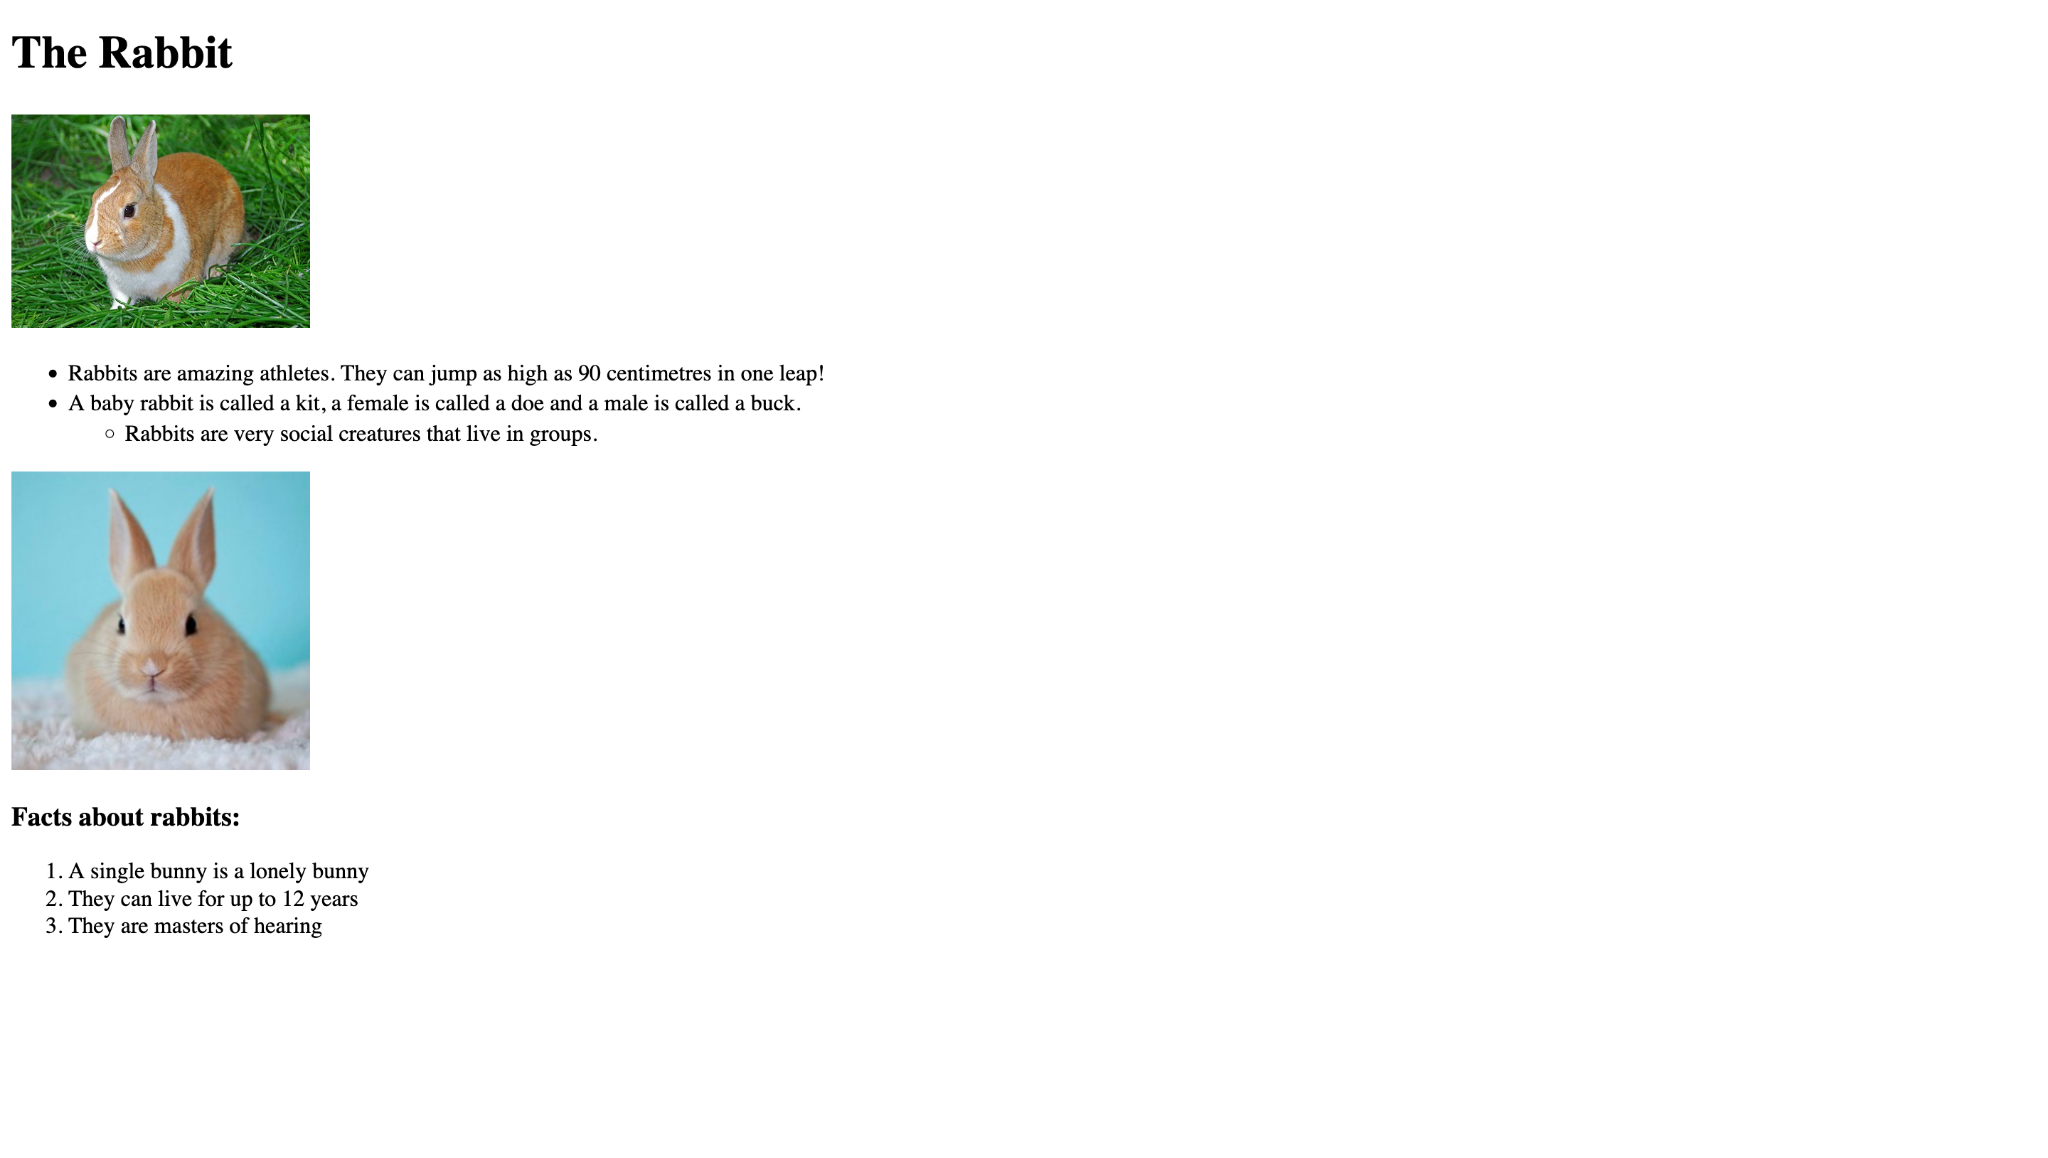 The Rabbit
• Rabbits are amazing athletes. They can jump as high as 90 centimetres in one leap!
• A baby rabbit is called a kit, a female is called a doe and a male is called a buck.
○ Rabbits are very social creatures that live in groups.
Facts about rabbits:
1. A single bunny is a lonely bunny
2. They can live for up to 12 years
3. They are masters of hearing